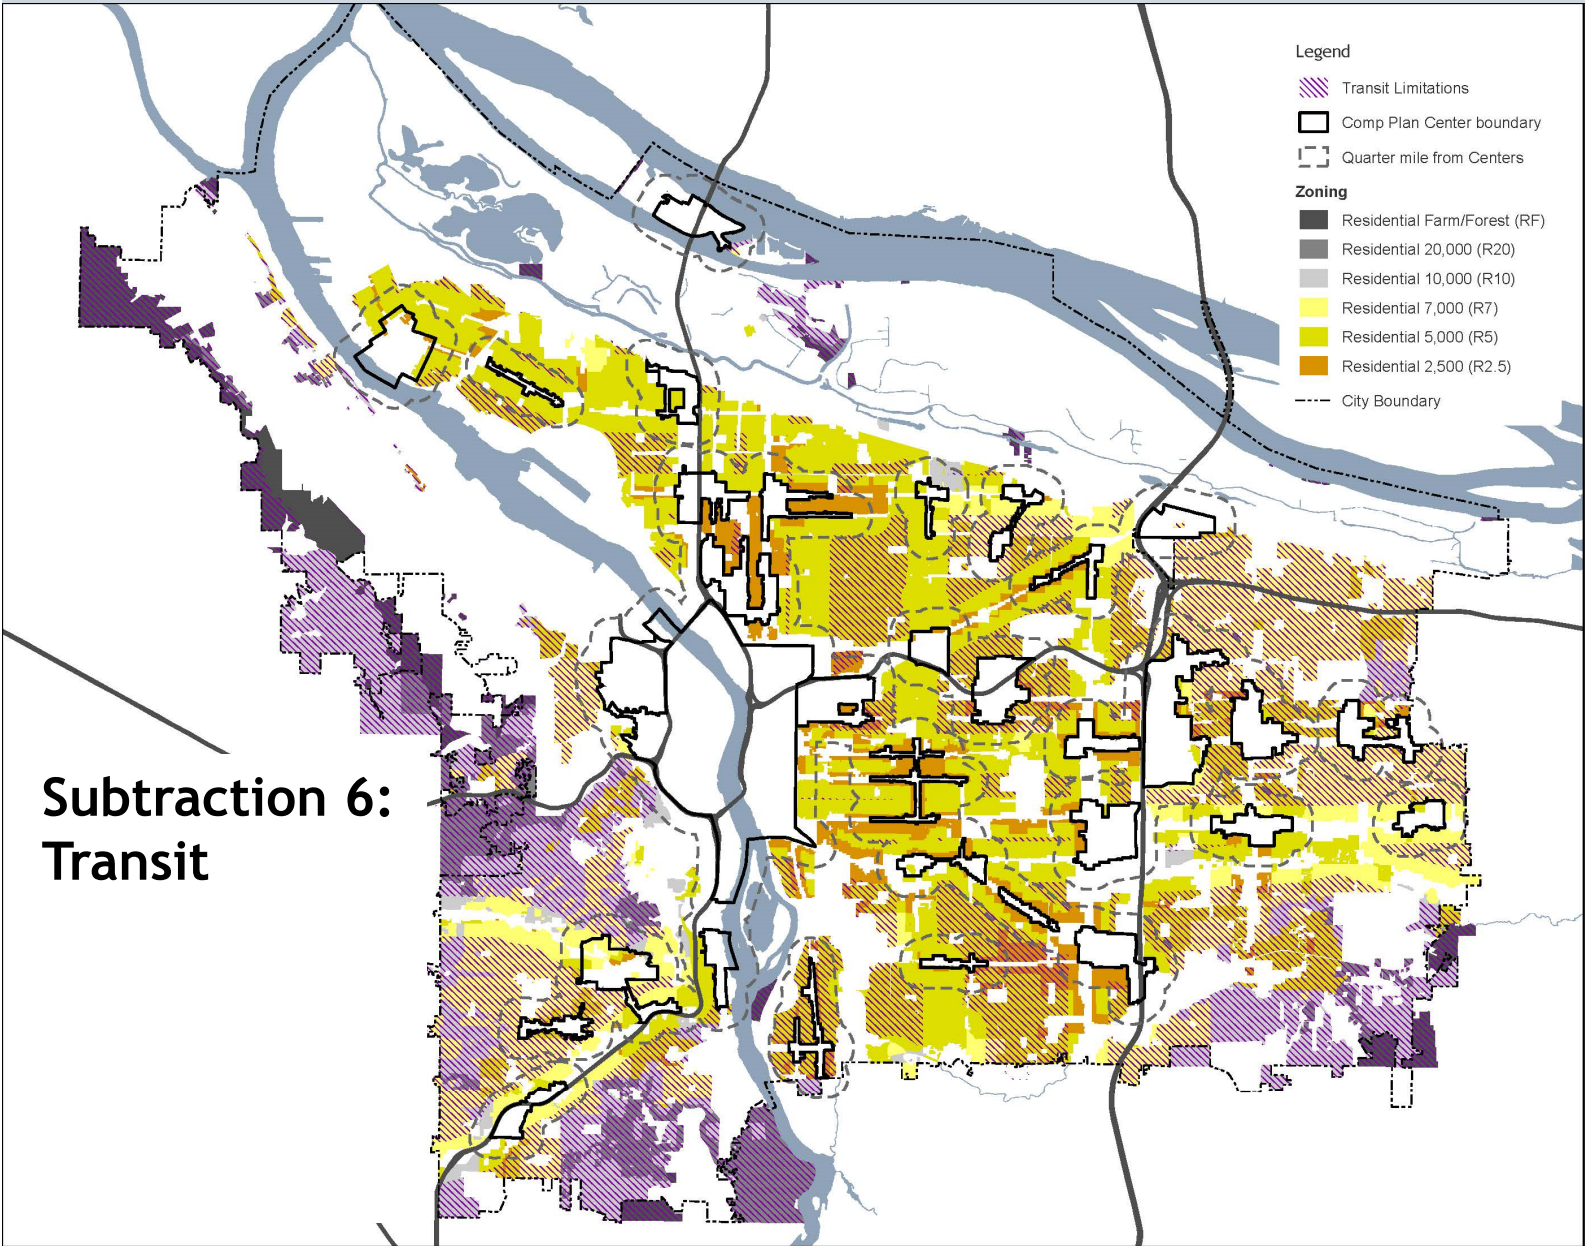 Legend
Transit Limitations
Comp Plan Center boundary
Quarter mile from Centers
Zoning
Residential Farm/Forest (RF)
Residential 20,000 (R20)
Residential 10,000 (R10)
Residential 7,000 (R7)
Residential 5,000 (R5)
Residential 2,500 (R2.5)
City Boundary
Subtraction 6:
Transit